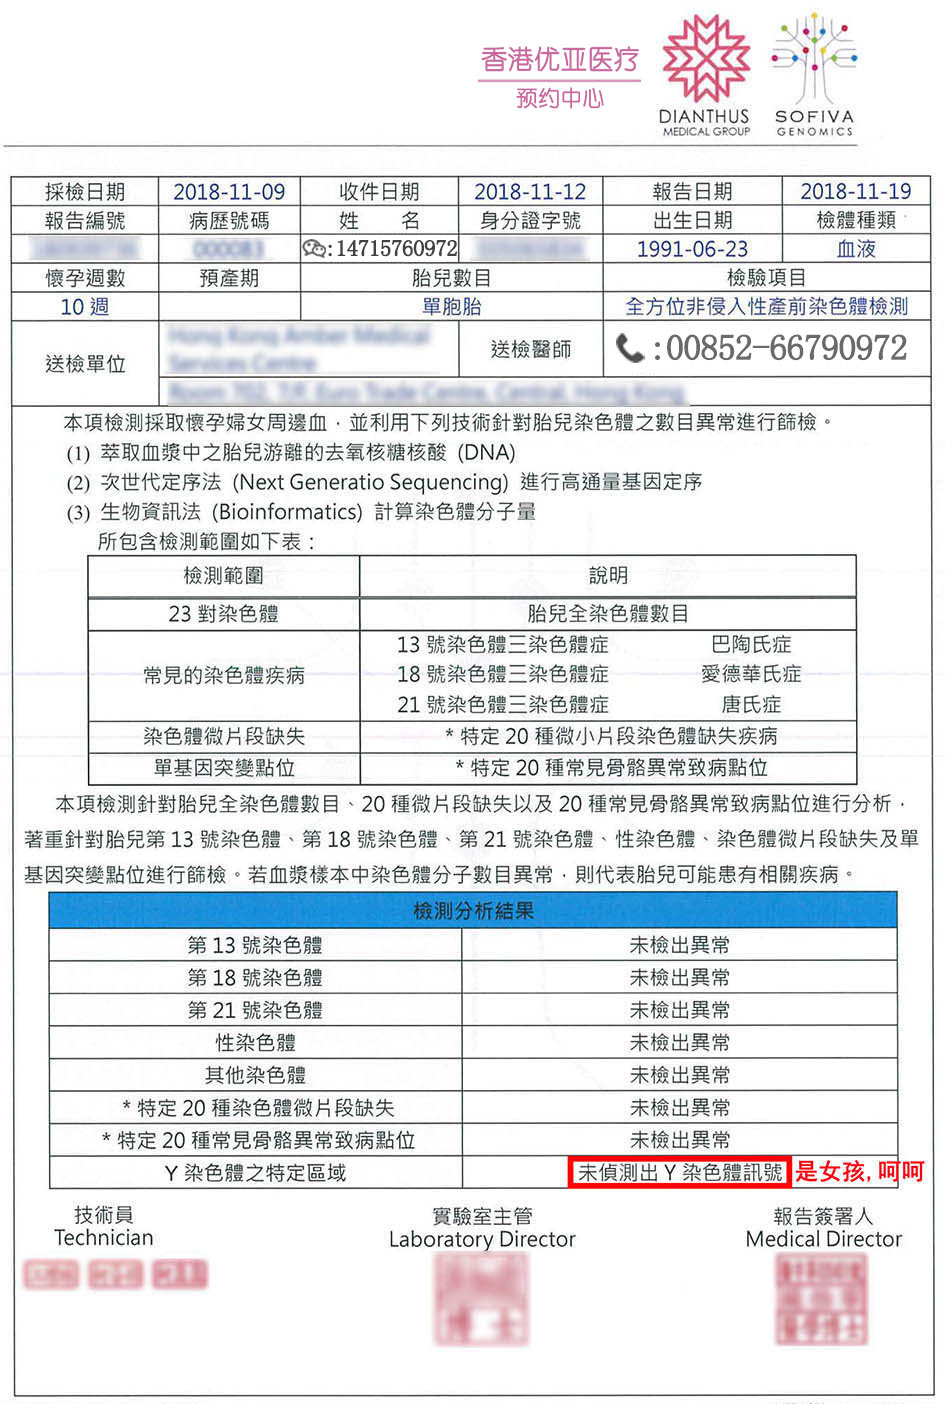 香港优亚医疗
预约中心
DIANTHUS
MEDICAL GROUP
SOFIVA
GENOMICS
採檢日期 2018-11-09 收件日期 2018-11-12 報告日期 2018-11-19
報告編號 病歷號碼 姓 名 身分證字號 出生日期 檢體種類
000083 :14715760972 1991-06-23 血液
懷孕週數 預產期 胎兒數目 檢驗項目
10 週 單胞胎 全方位非侵入性產前染色體檢測
送檢單位 Hong Kong Amber Medical Services Centre 送檢醫師 :00852-66790972
Room 702, 7/F, Euro Trade Centre, Central, Hong Kong
本項檢測採取懷孕婦女周邊血，並利用下列技術針對胎兒染色體之數目異常進行篩檢。
(1) 萃取血漿中之胎兒游離的去氧核糖核酸 (DNA)
(2) 次世代定序法 (Next Generatio Sequencing) 進行高通量基因定序
(3) 生物資訊法 (Bioinformatics) 計算染色體分子量
所包含檢測範圍如下表：
檢測範圍 說明
23 對染色體 胎兒全染色體數目
常見的染色體疾病 13 號染色體三染色體症 巴陶氏症
18 號染色體三染色體症 愛德華氏症
21 號染色體三染色體症 唐氏症
染色體微片段缺失 * 特定 20 種微小片段染色體缺失疾病
單基因突變點位 * 特定 20 種常見骨骼異常致病點位
本項檢測針對胎兒全染色體數目、20 種微片段缺失以及 20 種常見骨骼異常致病點位進行分析，
著重針對胎兒第 13 號染色體、第 18 號染色體、第 21 號染色體、性染色體、染色體微片段缺失及單
基因突變點位進行篩檢。若血漿樣本中染色體分子數目異常，則代表胎兒可能患有相關疾病。
檢測分析結果
第 13 號染色體 未檢出異常
第 18 號染色體 未檢出異常
第 21 號染色體 未檢出異常
性染色體 未檢出異常
其他染色體 未檢出異常
* 特定 20 種染色體微片段缺失 未檢出異常
* 特定 20 種常見骨骼異常致病點位 未檢出異常
Y 染色體之特定區域 未偵測出 Y 染色體訊號 是女孩,呵呵
技術員 實驗室主管 報告簽署人
Technician Laboratory Director Medical Director
博士
醫學博士